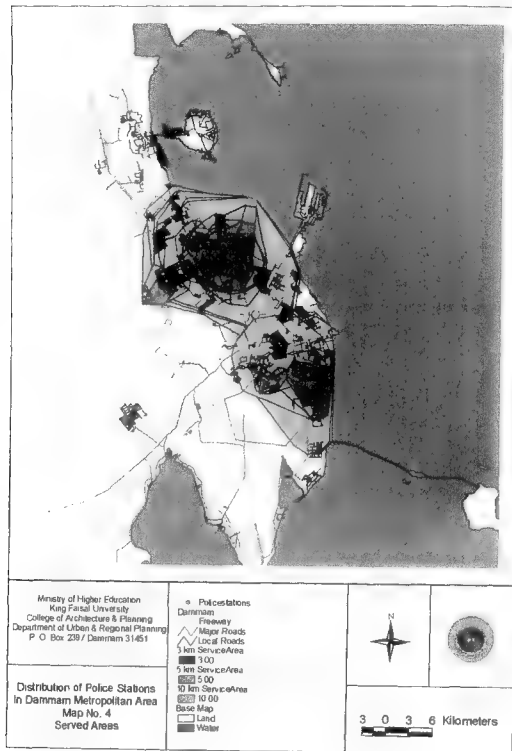 Ministry of Higher Education
King Faisal University
College of Architecture & Planning
Department of Urban & Regional Planning
P O Box 2397 / Dammam 31451
Distribution of Police Stations
In Dammam Metropolitan Area
Map No. 4
Served Areas
Policestations
Dammam
Freeway
Major Roads
Local Roads
3 km ServiceArea
3.00
5 km ServiceArea
5.00
10 km ServiceArea
10.00
Base Map
Land
Water
N
3 0 3 6 Kilometers